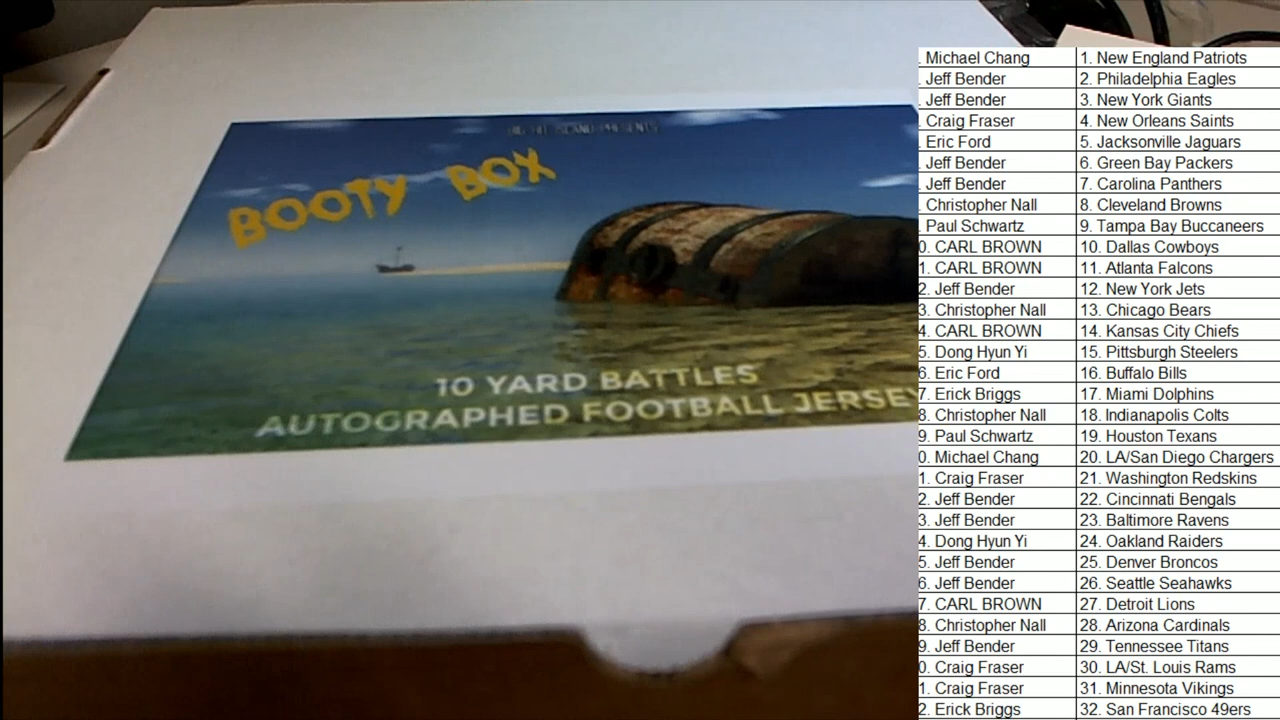 BIG HIT ISLAND PRESENTS
BOOTY BOX
10 YARD BATTLES
AUTOGRAPHED FOOTBALL JERSEY
. Michael Chang 1. New England Patriots
. Jeff Bender 2. Philadelphia Eagles
. Jeff Bender 3. New York Giants
. Craig Fraser 4. New Orleans Saints
. Eric Ford 5. Jacksonville Jaguars
. Jeff Bender 6. Green Bay Packers
. Jeff Bender 7. Carolina Panthers
. Christopher Nall 8. Cleveland Browns
. Paul Schwartz 9. Tampa Bay Buccaneers
0. CARL BROWN 10. Dallas Cowboys
1. CARL BROWN 11. Atlanta Falcons
2. Jeff Bender 12. New York Jets
3. Christopher Nall 13. Chicago Bears
4. CARL BROWN 14. Kansas City Chiefs
5. Dong Hyun Yi 15. Pittsburgh Steelers
6. Eric Ford 16. Buffalo Bills
7. Erick Briggs 17. Miami Dolphins
8. Christopher Nall 18. Indianapolis Colts
9. Paul Schwartz 19. Houston Texans
0. Michael Chang 20. LA/San Diego Chargers
1. Craig Fraser 21. Washington Redskins
2. Jeff Bender 22. Cincinnati Bengals
3. Jeff Bender 23. Baltimore Ravens
4. Dong Hyun Yi 24. Oakland Raiders
5. Jeff Bender 25. Denver Broncos
6. Jeff Bender 26. Seattle Seahawks
7. CARL BROWN 27. Detroit Lions
8. Christopher Nall 28. Arizona Cardinals
9. Jeff Bender 29. Tennessee Titans
0. Craig Fraser 30. LA/St. Louis Rams
1. Craig Fraser 31. Minnesota Vikings
2. Erick Briggs 32. San Francisco 49ers